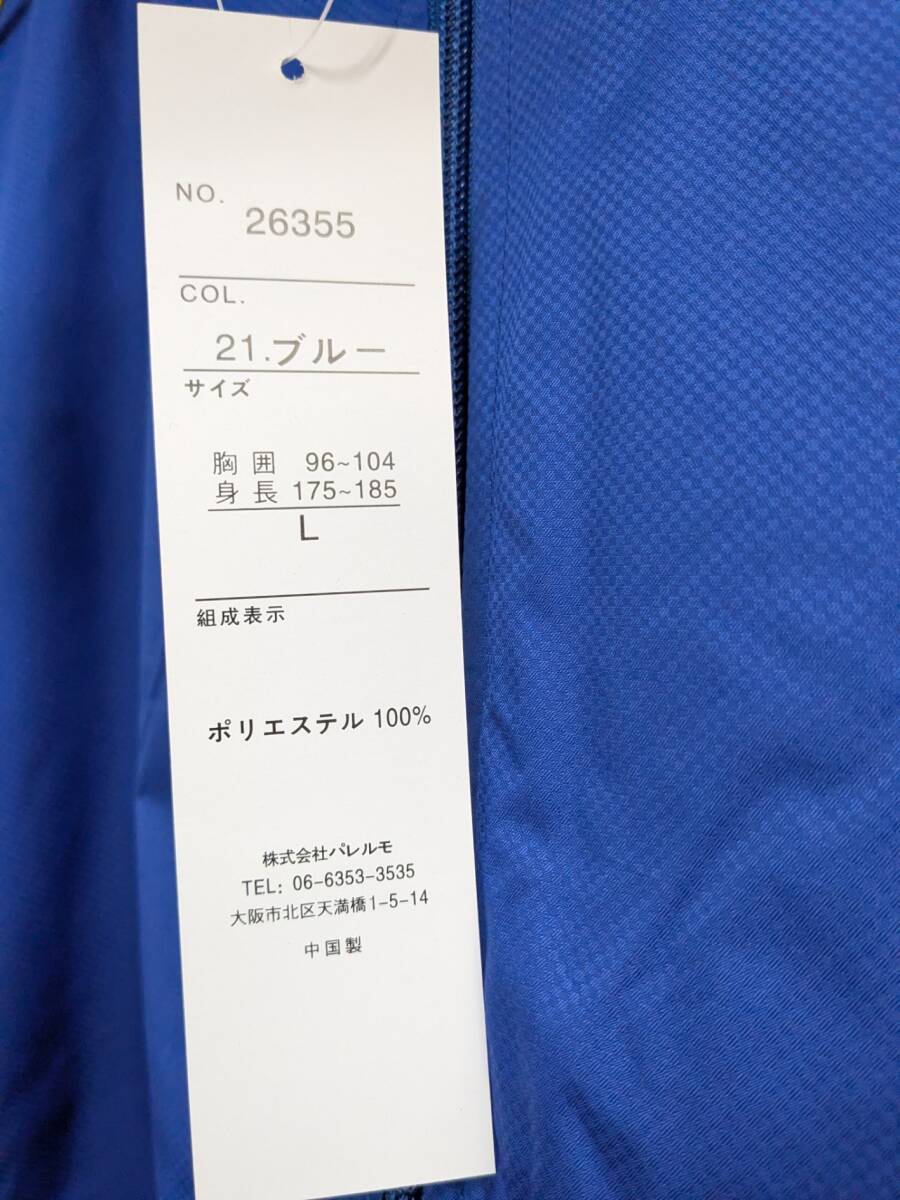 NO.
26355
COL.
21.ブルー
サイズ
胸囲 96~104
身長 175~185
L
組成表示
ポリエステル 100%
株式会社パレルモ
TEL: 06-6353-3535
大阪市北区天満橋1-5-14
中国製